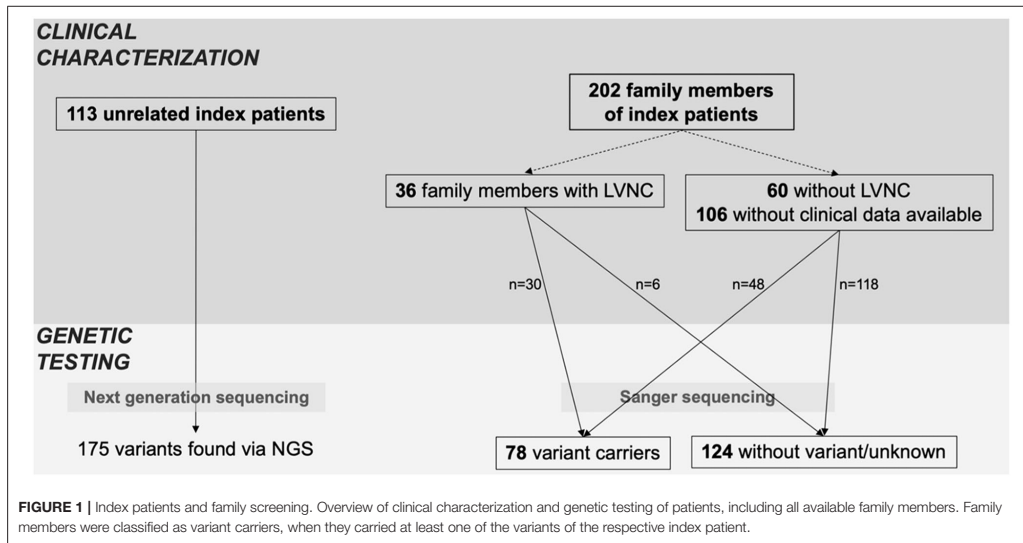 CLINICAL
CHARACTERIZATION
113 unrelated index patients
202 family members
of index patients
36 family members with LVNC
60 without LVNC
106 without clinical data available
n=30
n=6
n=48
n=118
GENETIC
TESTING
Next generation sequencing
Sanger sequencing
175 variants found via NGS
78 variant carriers
124 without variant/unknown
FIGURE 1 | Index patients and family screening. Overview of clinical characterization and genetic testing of patients, including all available family members. Family
members were classified as variant carriers, when they carried at least one of the variants of the respective index patient.